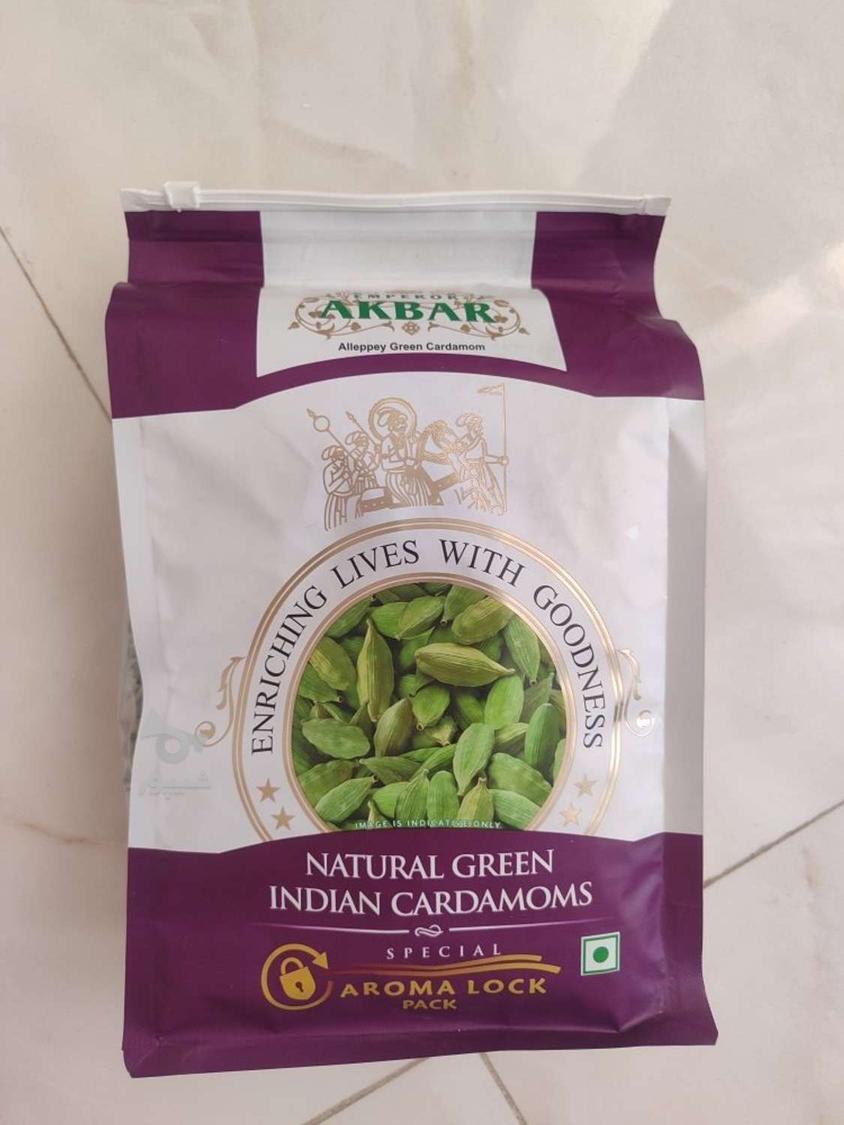 EMPEROR
AKBAR
Alleppey Green Cardamom
ENRICHING LIVES WITH GOODNESS
IMAGE IS INDICATIVE ONLY.
NATURAL GREEN
INDIAN CARDAMOMS
SPECIAL
AROMA LOCK
PACK
شیپور